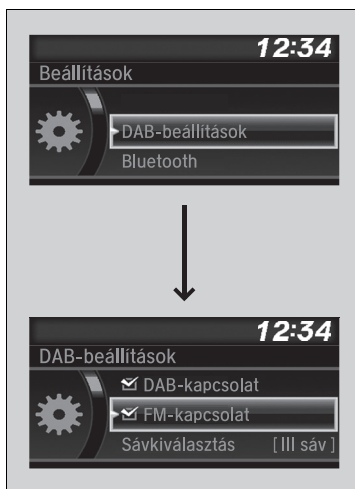 12:34
Beállítások
DAB-beállítások
Bluetooth
12:34
DAB-beállítások
DAB-kapcsolat
FM-kapcsolat
Sávkiválasztás [III sáv]